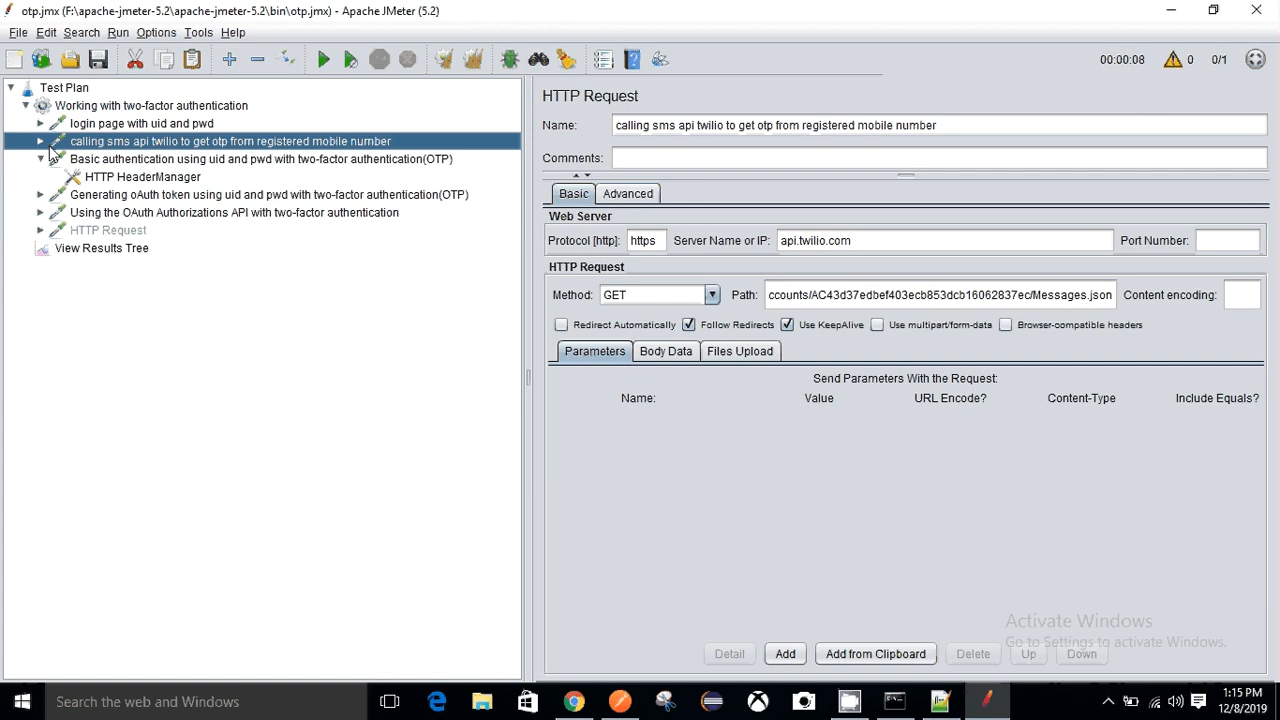 otp.jmx (F:\apache-jmeter-5.2\apache-jmeter-5.2\bin\otp.jmx) - Apache JMeter (5.2)
File Edit Search Run Options Tools Help
00:00:08 0 0/1
Test Plan
Working with two-factor authentication
login page with uid and pwd
calling sms api twilio to get otp from registered mobile number
Basic authentication using uid and pwd with two-factor authentication(OTP)
HTTP HeaderManager
Generating oAuth token using uid and pwd with two-factor authentication(OTP)
Using the OAuth Authorizations API with two-factor authentication
HTTP Request
View Results Tree
HTTP Request
Name: calling sms api twilio to get otp from registered mobile number
Comments:
Basic Advanced
Web Server
Protocol [http]: https Server Name or IP: api.twilio.com Port Number:
HTTP Request
Method: GET Path: ccounts/AC43d37edbef403ecb853dcb16062837ec/Messages.json Content encoding:
Redirect Automatically Follow Redirects Use KeepAlive Use multipart/form-data Browser-compatible headers
Parameters Body Data Files Upload
Send Parameters With the Request:
Name: Value URL Encode? Content-Type Include Equals?
Activate Windows
Go to Settings to activate Windows.
Detail Add Add from Clipboard Delete Up Down
Search the web and Windows
1:15 PM
12/8/2019